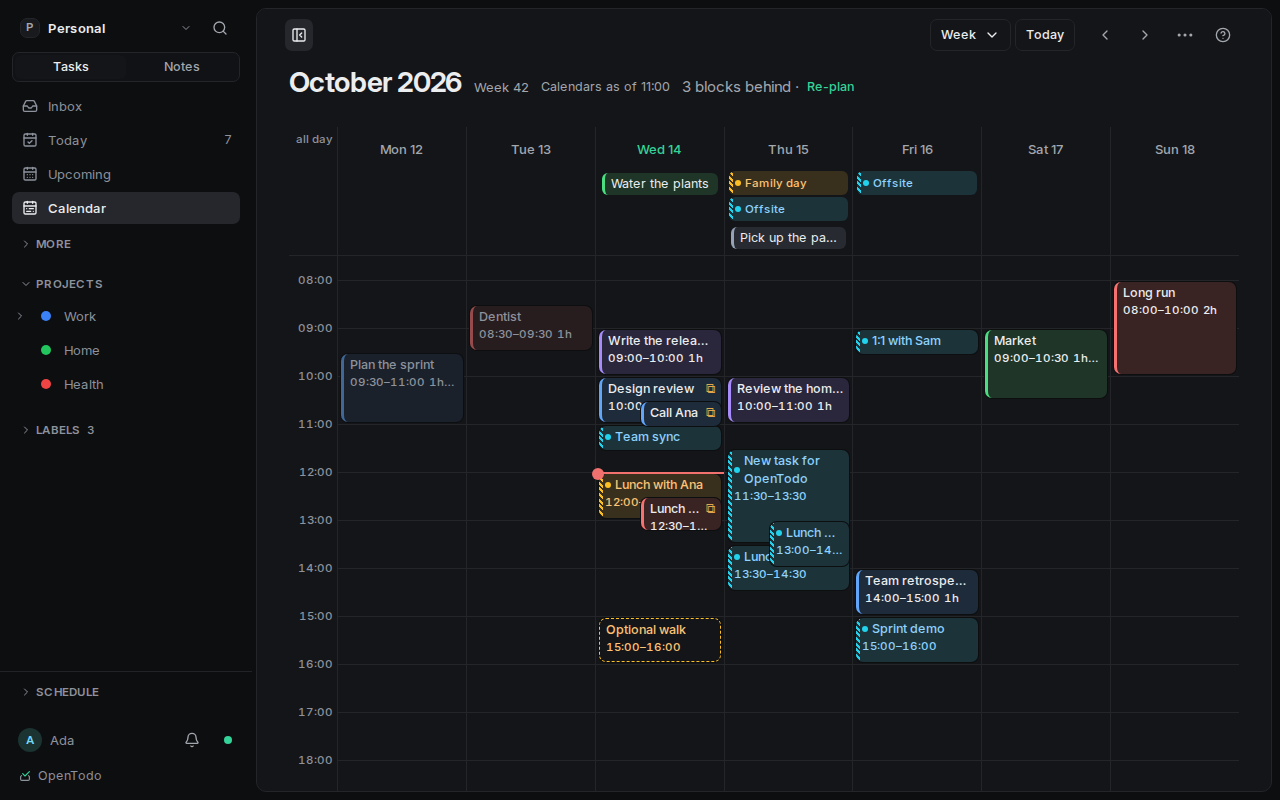 P Personal
Tasks Notes
Inbox
Today 7
Upcoming
Calendar
MORE
PROJECTS
Work
Home
Health
LABELS 3
SCHEDULE
A Ada
OpenTodo
Week Today
October 2026 Week 42 Calendars as of 11:00 3 blocks behind · Re-plan
all day
Mon 12 Tue 13 Wed 14 Thu 15 Fri 16 Sat 17 Sun 18
Water the plants
Family day
Offsite
Pick up the pa…
Offsite
08:00
09:00
10:00
11:00
12:00
13:00
14:00
15:00
16:00
17:00
18:00
Plan the sprint
09:30–11:00 1h…
Dentist
08:30–09:30 1h
Write the relea…
09:00–10:00 1h
Design review
10:00
Call Ana
Team sync
Lunch with Ana
12:00–
Lunch …
12:30–1…
Optional walk
15:00–16:00
Review the hom…
10:00–11:00 1h
New task for
OpenTodo
11:30–13:30
Lunch …
13:00–14…
Lunc
13:30–14:30
1:1 with Sam
Team retrospe…
14:00–15:00 1h
Sprint demo
15:00–16:00
Market
09:00–10:30 1h…
Long run
08:00–10:00 2h